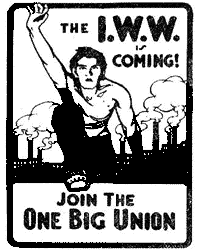 THE I.W.W.
IS
COMING!
JOIN THE
ONE BIG UNION